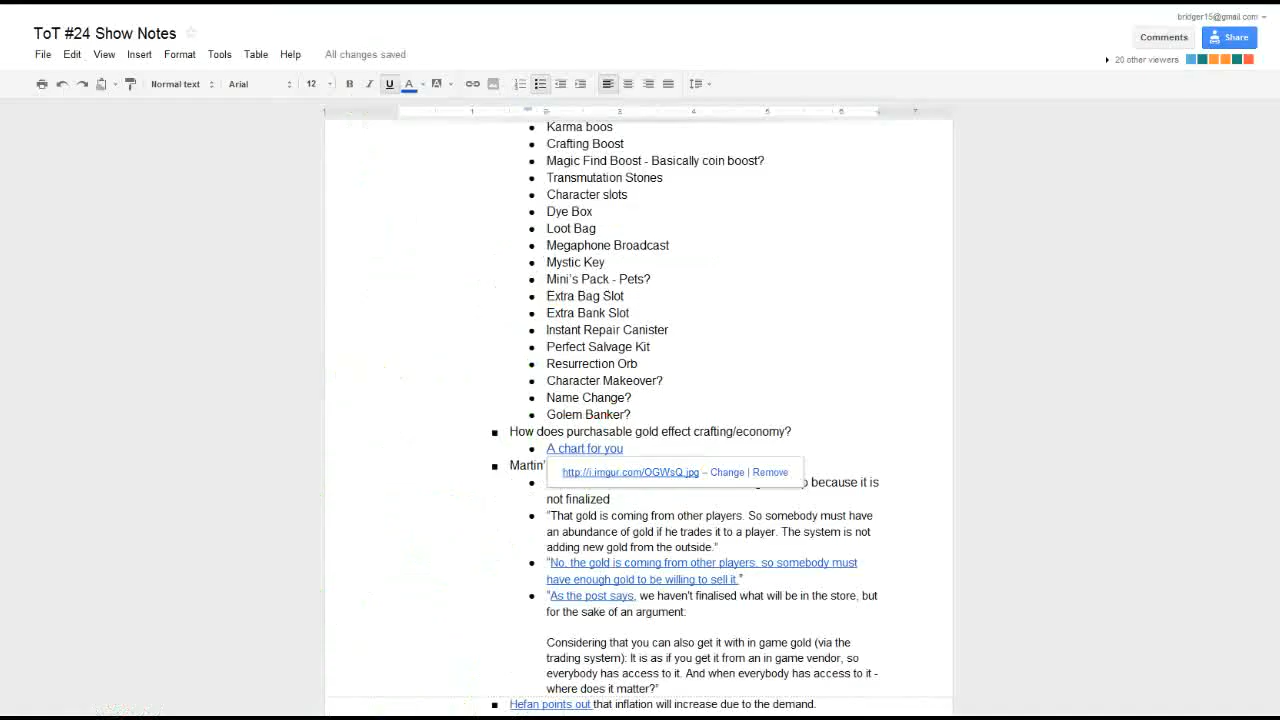 bridger15@gmail.com
ToT #24 Show Notes
File Edit View Insert Format Tools Table Help All changes saved
Comments Share
20 other viewers
Normal text Arial 12 B I U A
1 1 2 3 4 5 6 7
Karma boos
Crafting Boost
Magic Find Boost - Basically coin boost?
Transmutation Stones
Character slots
Dye Box
Loot Bag
Megaphone Broadcast
Mystic Key
Mini's Pack - Pets?
Extra Bag Slot
Extra Bank Slot
Instant Repair Canister
Perfect Salvage Kit
Resurrection Orb
Character Makeover?
Name Change?
Golem Banker?
How does purchasable gold effect crafting/economy?
A chart for you
Martin'
http://i.imgur.com/OGWsQ.jpg – Change | Remove
because it is
not finalized
“That gold is coming from other players. So somebody must have
an abundance of gold if he trades it to a player. The system is not
adding new gold from the outside.”
“No, the gold is coming from other players, so somebody must
have enough gold to be willing to sell it.”
“As the post says, we haven't finalised what will be in the store, but
for the sake of an argument:
Considering that you can also get it with in game gold (via the
trading system): It is as if you get it from an in game vendor, so
everybody has access to it. And when everybody has access to it -
where does it matter?”
Hefan points out that inflation will increase due to the demand.